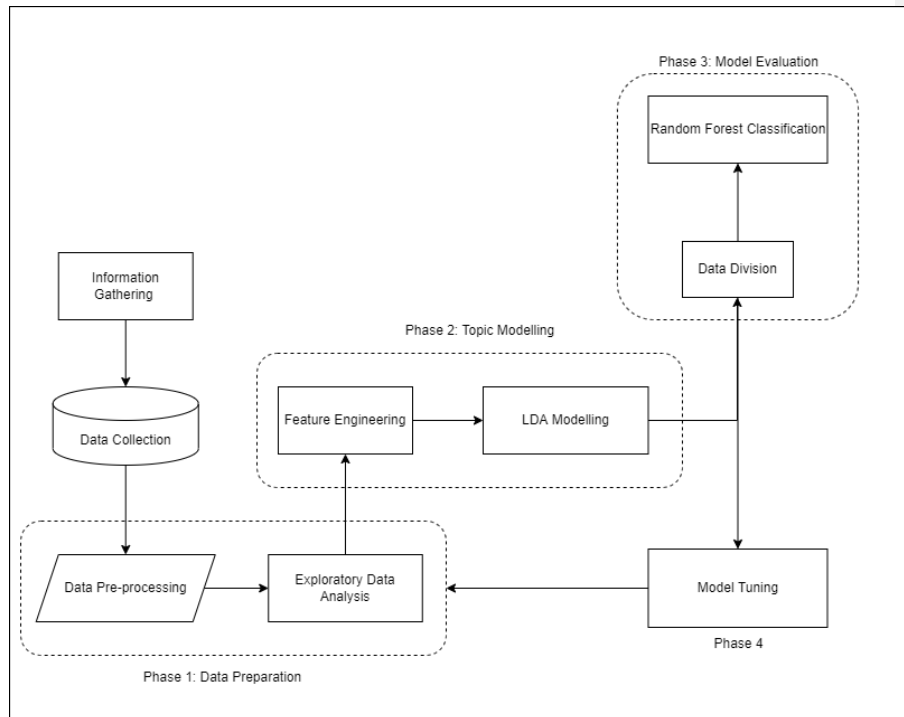 Phase 3: Model Evaluation
Random Forest Classification
Data Division
Information
Gathering
Phase 2: Topic Modelling
Data Collection
Feature Engineering
LDA Modelling
Data Pre-processing
Exploratory Data
Analysis
Model Tuning
Phase 4
Phase 1: Data Preparation